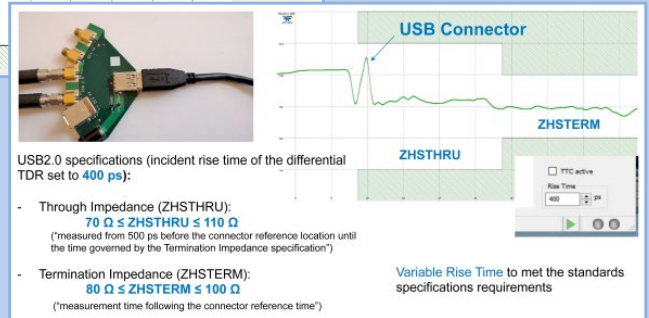 USB Connector
ZHSTERM
ZHSTHRU
USB2.0 specifications (incident rise time of the differential
TDR set to 400 ps):
- Through Impedance (ZHSTHRU):
70 Ω ≤ ZHSTHRU ≤ 110 Ω
("measured from 500 ps before the connector reference location until
the time governed by the Termination Impedance specification")
- Termination Impedance (ZHSTERM):
80 Ω ≤ ZHSTERM ≤ 100 Ω
("measurement time following the connector reference time")
TTC active
Rise Time
400 ps
Variable Rise Time to met the standards
specifications requirements